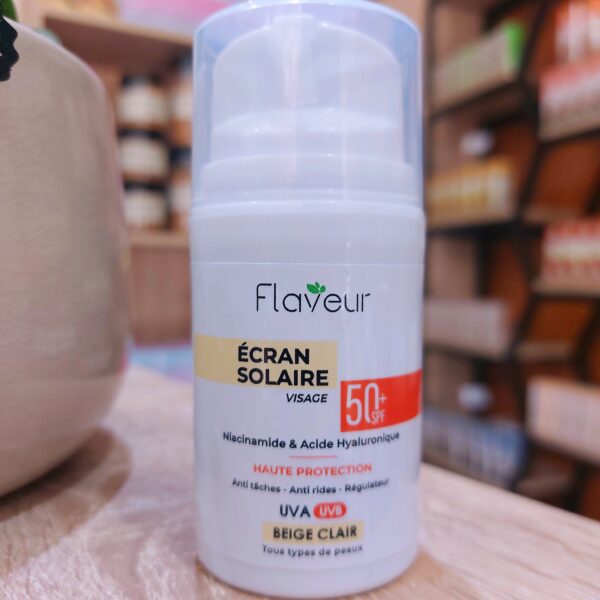 Flaveur
ÉCRAN
SOLAIRE
VISAGE
50+
SPF
Niacinamide & Acide Hyaluronique
HAUTE PROTECTION
Anti tâches - Anti rides - Régulateur
UVA UVB
BEIGE CLAIR
Tous types de peaux